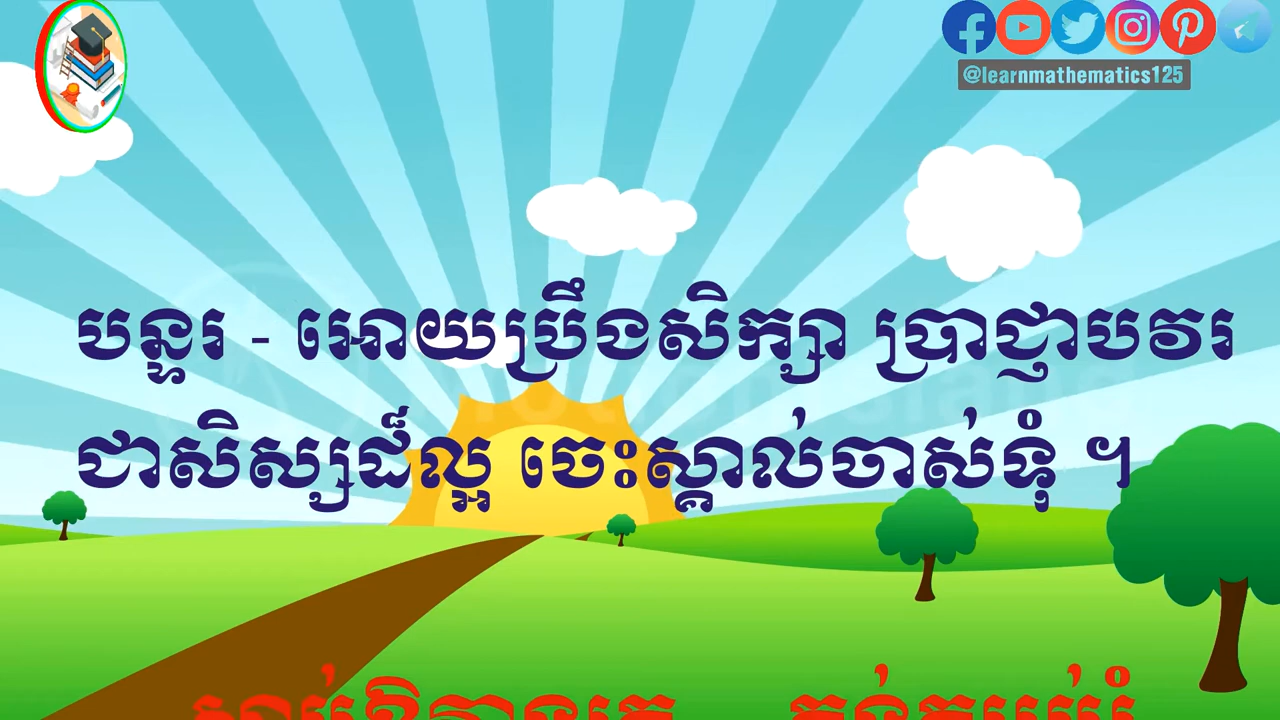 @learnmathematics125
បន្ទរ - អោយប្រឹងសិក្សា ប្រាជ្ញាបវរ
ជាសិស្សដ៏ល្អ ចេះស្គាល់ចាស់ទុំ ។